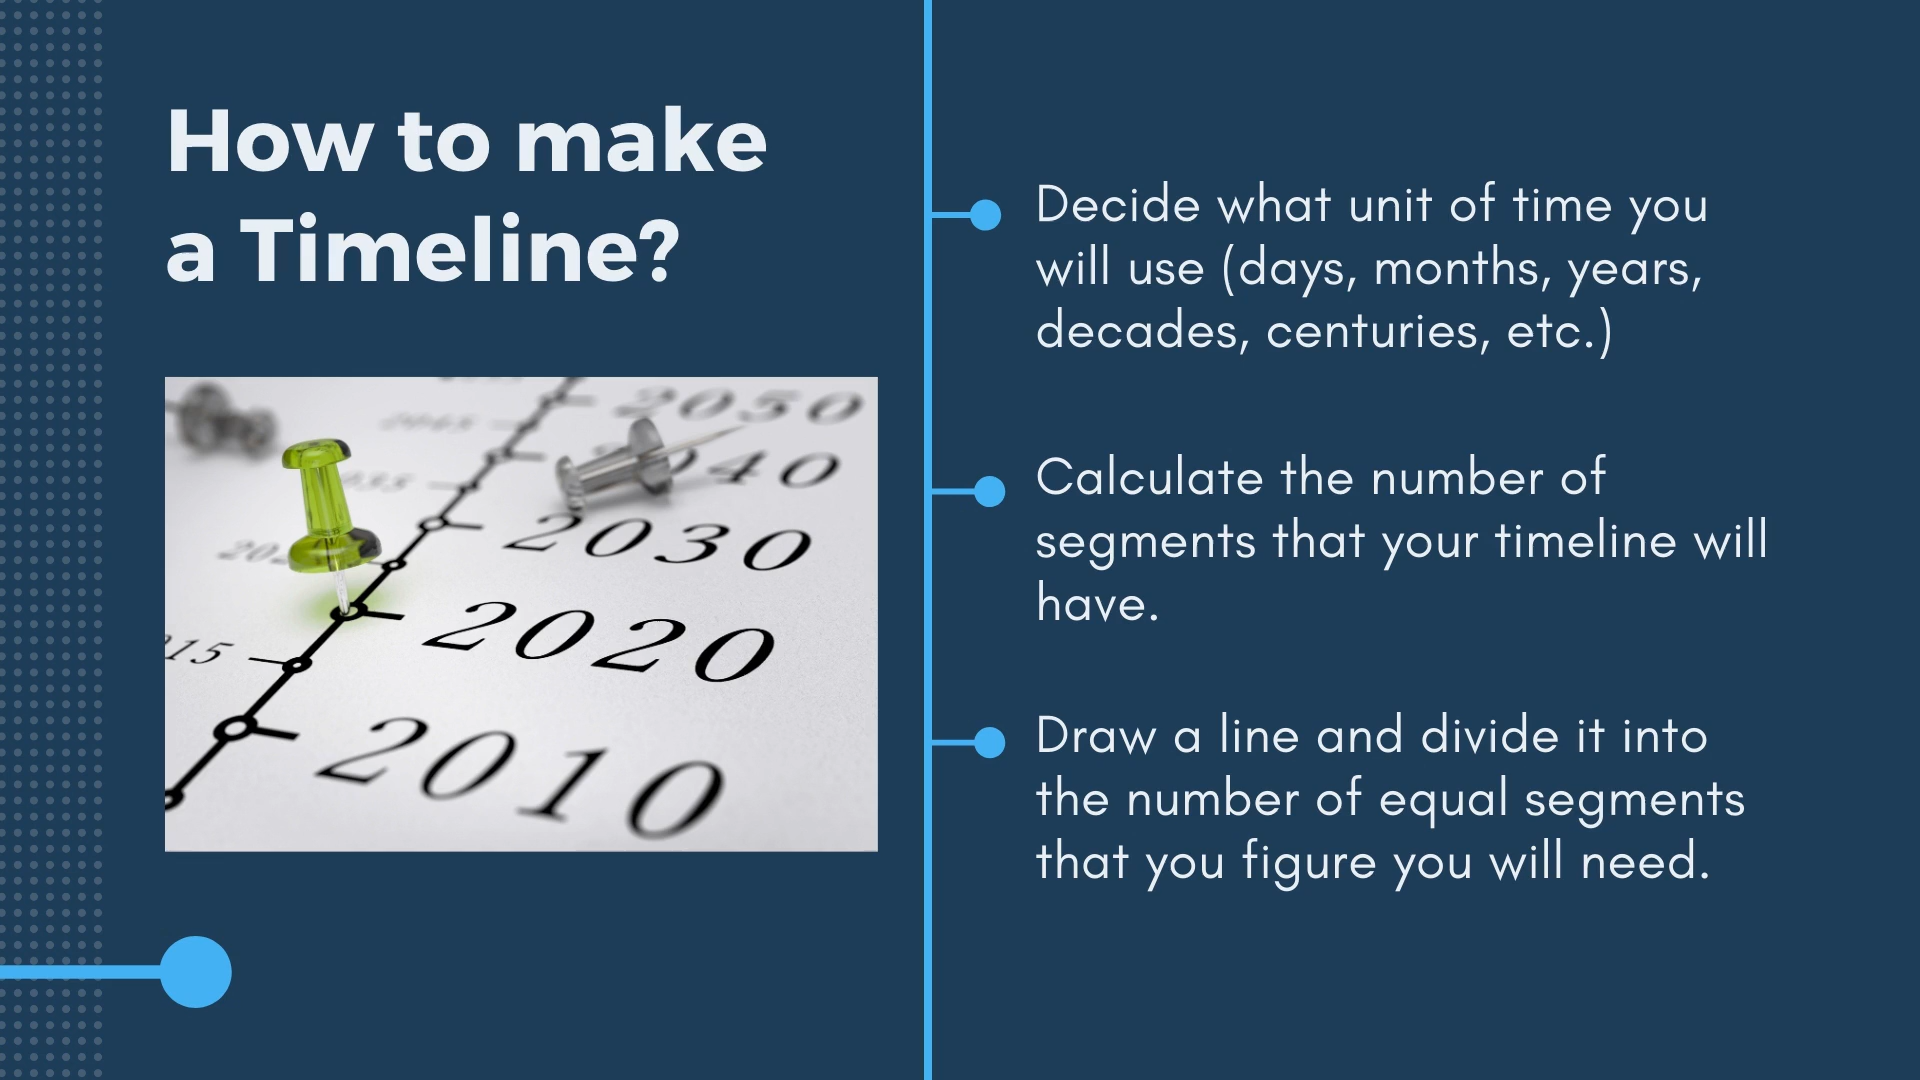 How to make
a Timeline?
2050
2030
2020
15
2010
Decide what unit of time you
will use (days, months, years,
decades, centuries, etc.)
Calculate the number of
segments that your timeline will
have.
Draw a line and divide it into
the number of equal segments
that you figure you will need.